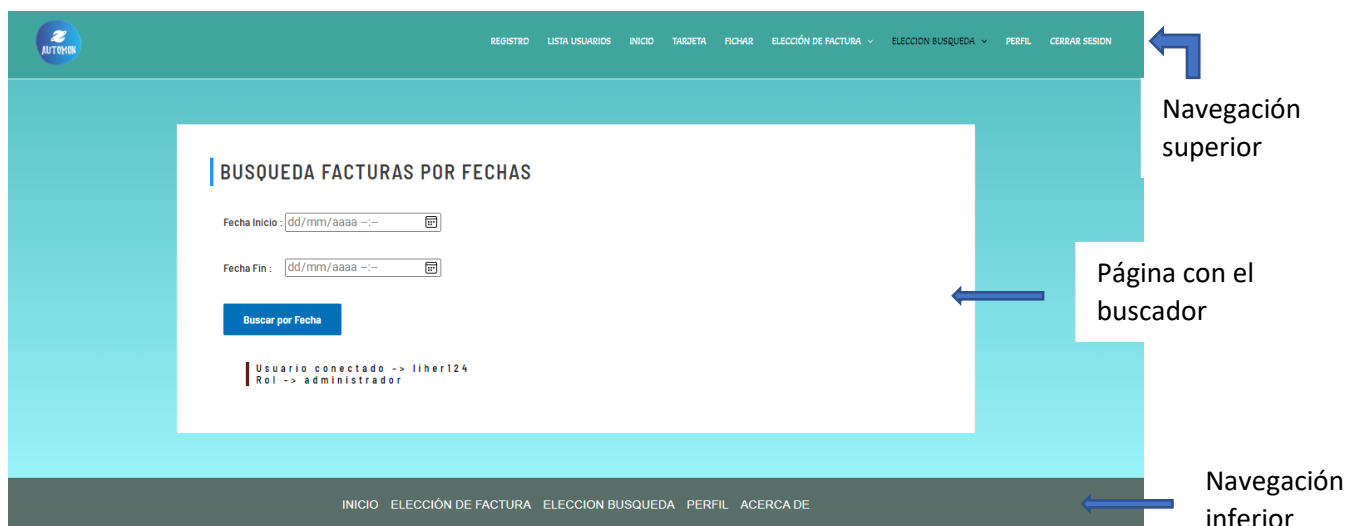 Z
AUTOMON
REGISTRO LISTA USUARIOS INICIO TARJETA FICHAR ELECCIÓN DE FACTURA ELECCION BUSQUEDA PERFIL CERRAR SESION
Navegación
superior
BUSQUEDA FACTURAS POR FECHAS
Fecha Inicio : dd/mm/aaaa --:--
Fecha Fin : dd/mm/aaaa --:--
Página con el
buscador
Buscar por Fecha
Usuario conectado -> liher124
Rol -> administrador
INICIO ELECCIÓN DE FACTURA ELECCION BUSQUEDA PERFIL ACERCA DE
Navegación
inferior